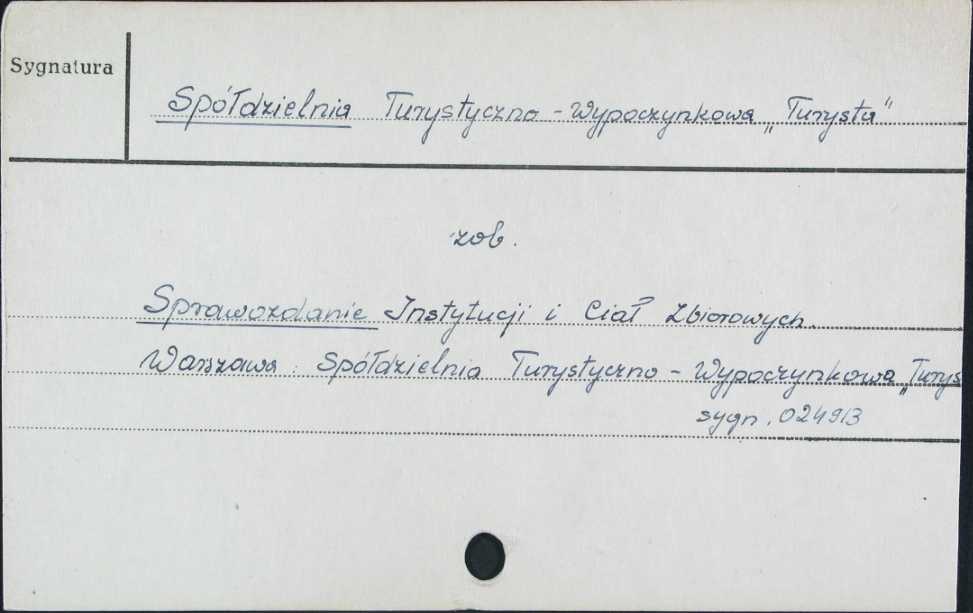 Sygnatura
Spółdzielnia Turystyczno-Wypoczynkowa „Turysta"
zob.
Sprawozdanie Instytucji i Ciał Zbiorowych.
Warszawa: Spółdzielnia Turystyczno-Wypoczynkowa „Turys
sygn. 024913